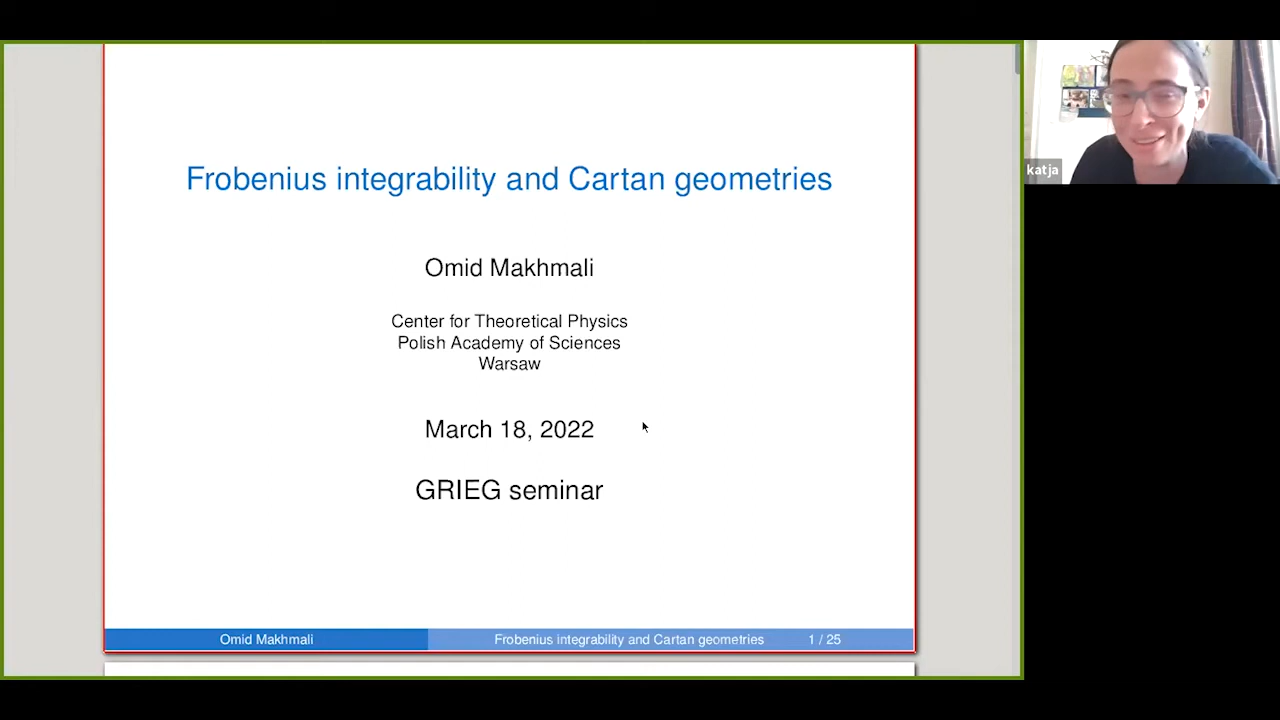 Frobenius integrability and Cartan geometries
Omid Makhmali
Center for Theoretical Physics
Polish Academy of Sciences
Warsaw
March 18, 2022
GRIEG seminar
Omid Makhmali
Frobenius integrability and Cartan geometries
1 / 25
katja